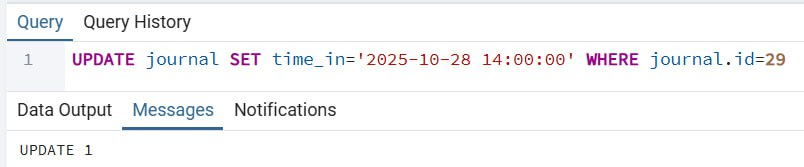 Query Query History
1 UPDATE journal SET time_in='2025-10-28 14:00:00' WHERE journal.id=29
Data Output Messages Notifications
UPDATE 1